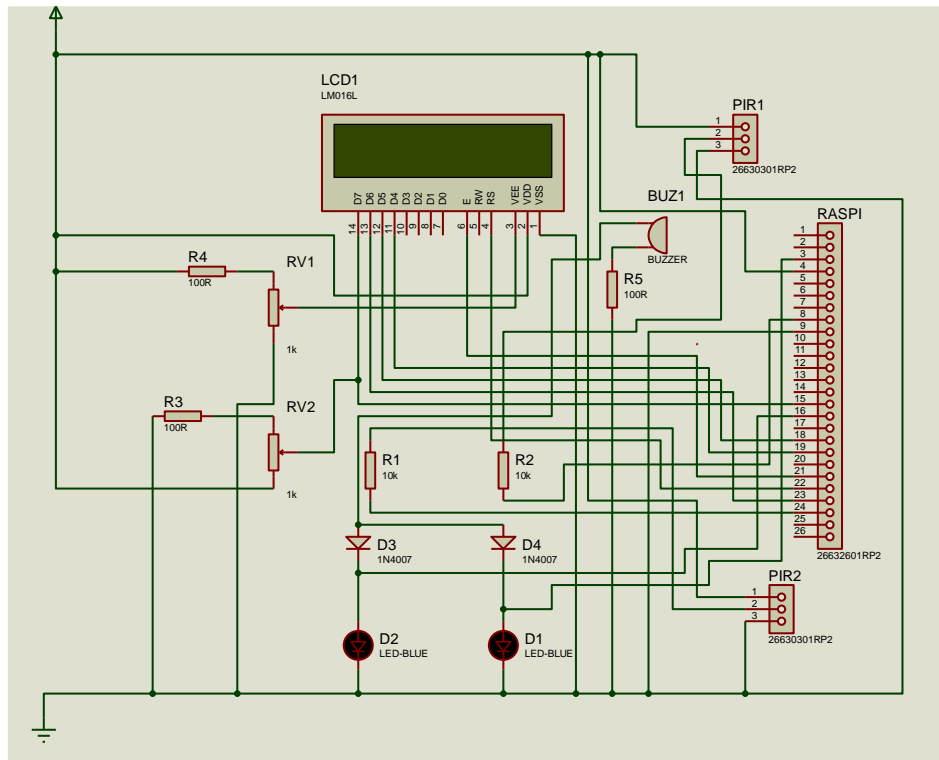 LCD1
LM016L
D7 D6 D5 D4 D3 D2 D1 D0 E RW RS VEE VDD VSS
14 13 12 11 10 9 8 7 6 5 4 3 2 1
PIR1
1
2
3
26630301RP2
BUZ1
BUZZER
R5
100R
RASPI
1
2
3
4
5
6
7
8
9
10
11
12
13
14
15
16
17
18
19
20
21
22
23
24
25
26
26632601RP2
R4
100R
RV1
1k
R3
100R
RV2
1k
R1
10k
R2
10k
D3
1N4007
D4
1N4007
PIR2
1
2
3
26630301RP2
D2
LED-BLUE
D1
LED-BLUE